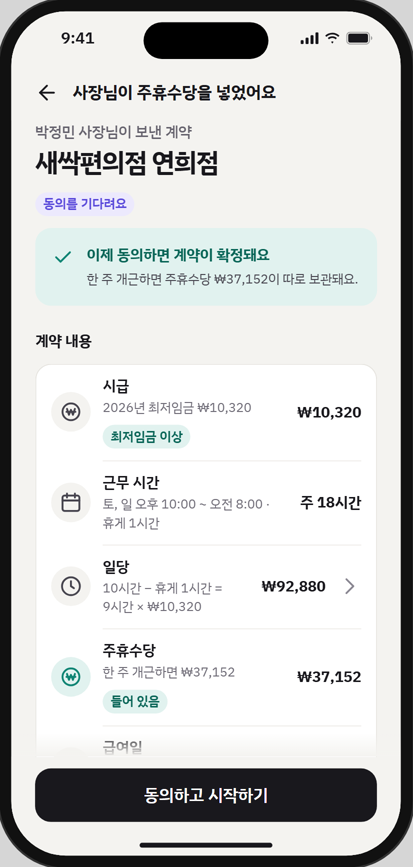 9:41
사장님이 주휴수당을 넣었어요
박정민 사장님이 보낸 계약
새싹편의점 연희점
동의를 기다려요
이제 동의하면 계약이 확정돼요
한 주 개근하면 주휴수당 ₩37,152이 따로 보관돼요.
계약 내용
시급
2026년 최저임금 ₩10,320
최저임금 이상
₩10,320
근무 시간
토, 일 오후 10:00 ~ 오전 8:00 ·
휴게 1시간
주 18시간
일당
10시간 − 휴게 1시간 =
9시간 × ₩10,320
₩92,880
주휴수당
한 주 개근하면 ₩37,152
들어 있음
₩37,152
급여일
동의하고 시작하기